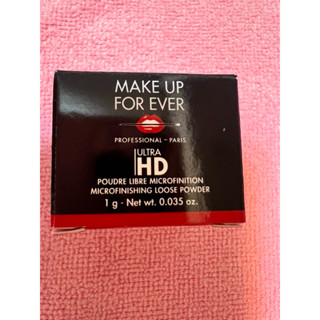 MAKE UP
FOR EVER
PROFESSIONAL - PARIS
ULTRA
HD
POUDRE LIBRE MICROFINITION
MICROFINISHING LOOSE POWDER
1 g - Net wt. 0.035 oz.